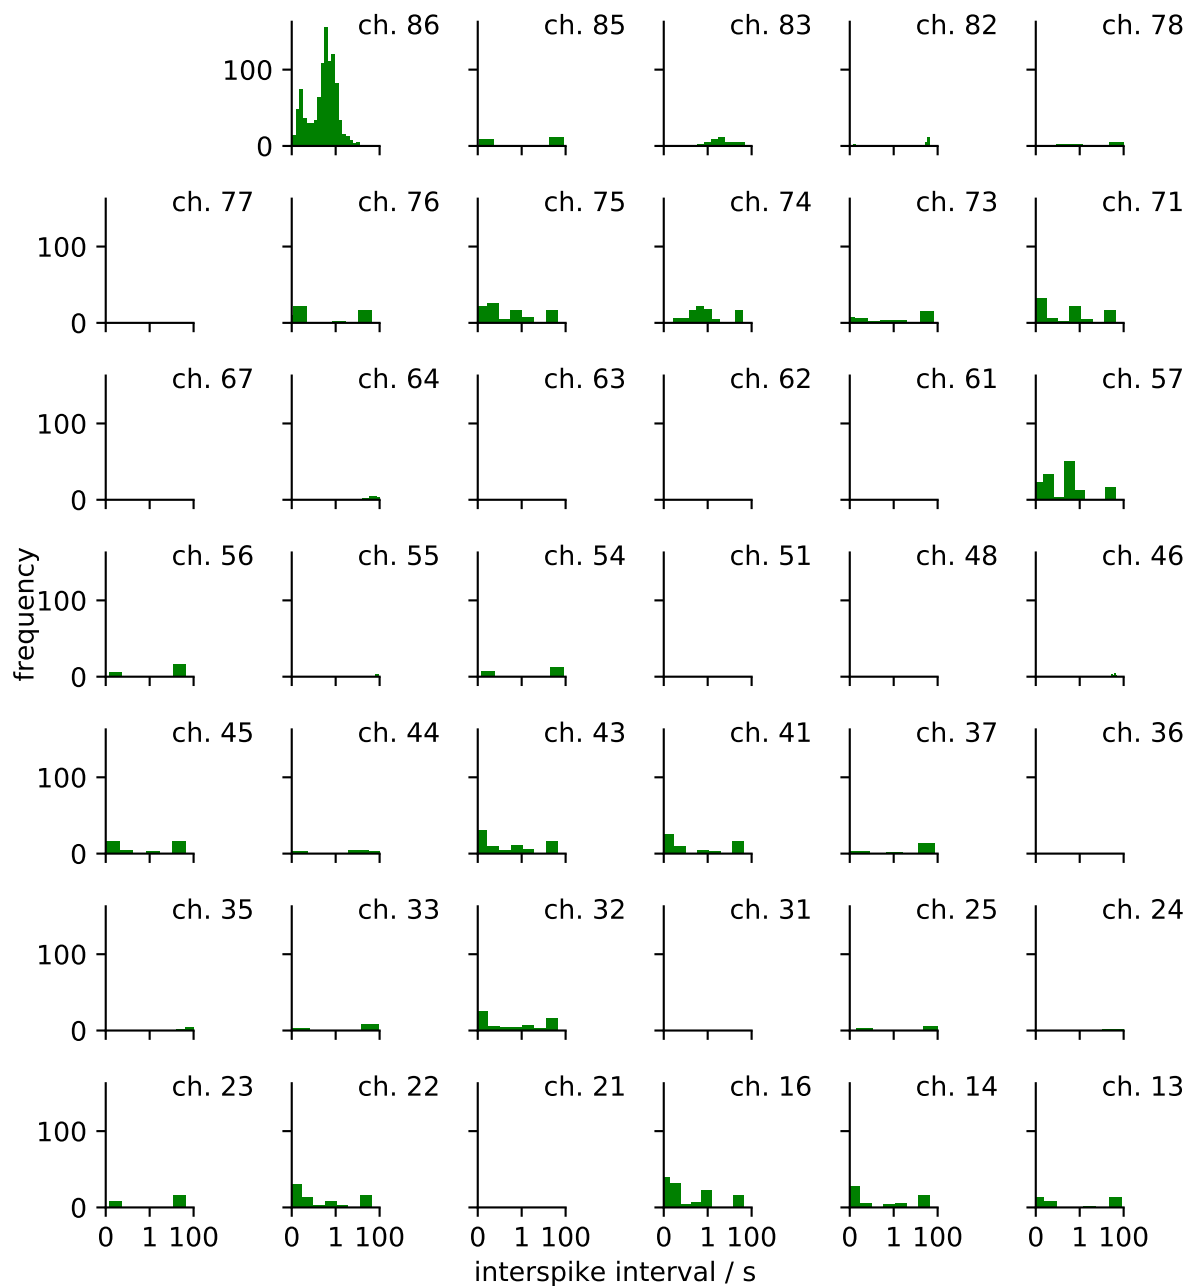 ch. 86 ch. 85 ch. 83 ch. 82 ch. 78
100
0
ch. 77 ch. 76 ch. 75 ch. 74 ch. 73 ch. 71
100
0
ch. 67 ch. 64 ch. 63 ch. 62 ch. 61 ch. 57
100
0
frequency
ch. 56 ch. 55 ch. 54 ch. 51 ch. 48 ch. 46
100
0
ch. 45 ch. 44 ch. 43 ch. 41 ch. 37 ch. 36
100
0
ch. 35 ch. 33 ch. 32 ch. 31 ch. 25 ch. 24
100
0
ch. 23 ch. 22 ch. 21 ch. 16 ch. 14 ch. 13
100
0
0 1 100 0 1 100 0 1 100 0 1 100 0 1 100 0 1 100
interspike interval / s